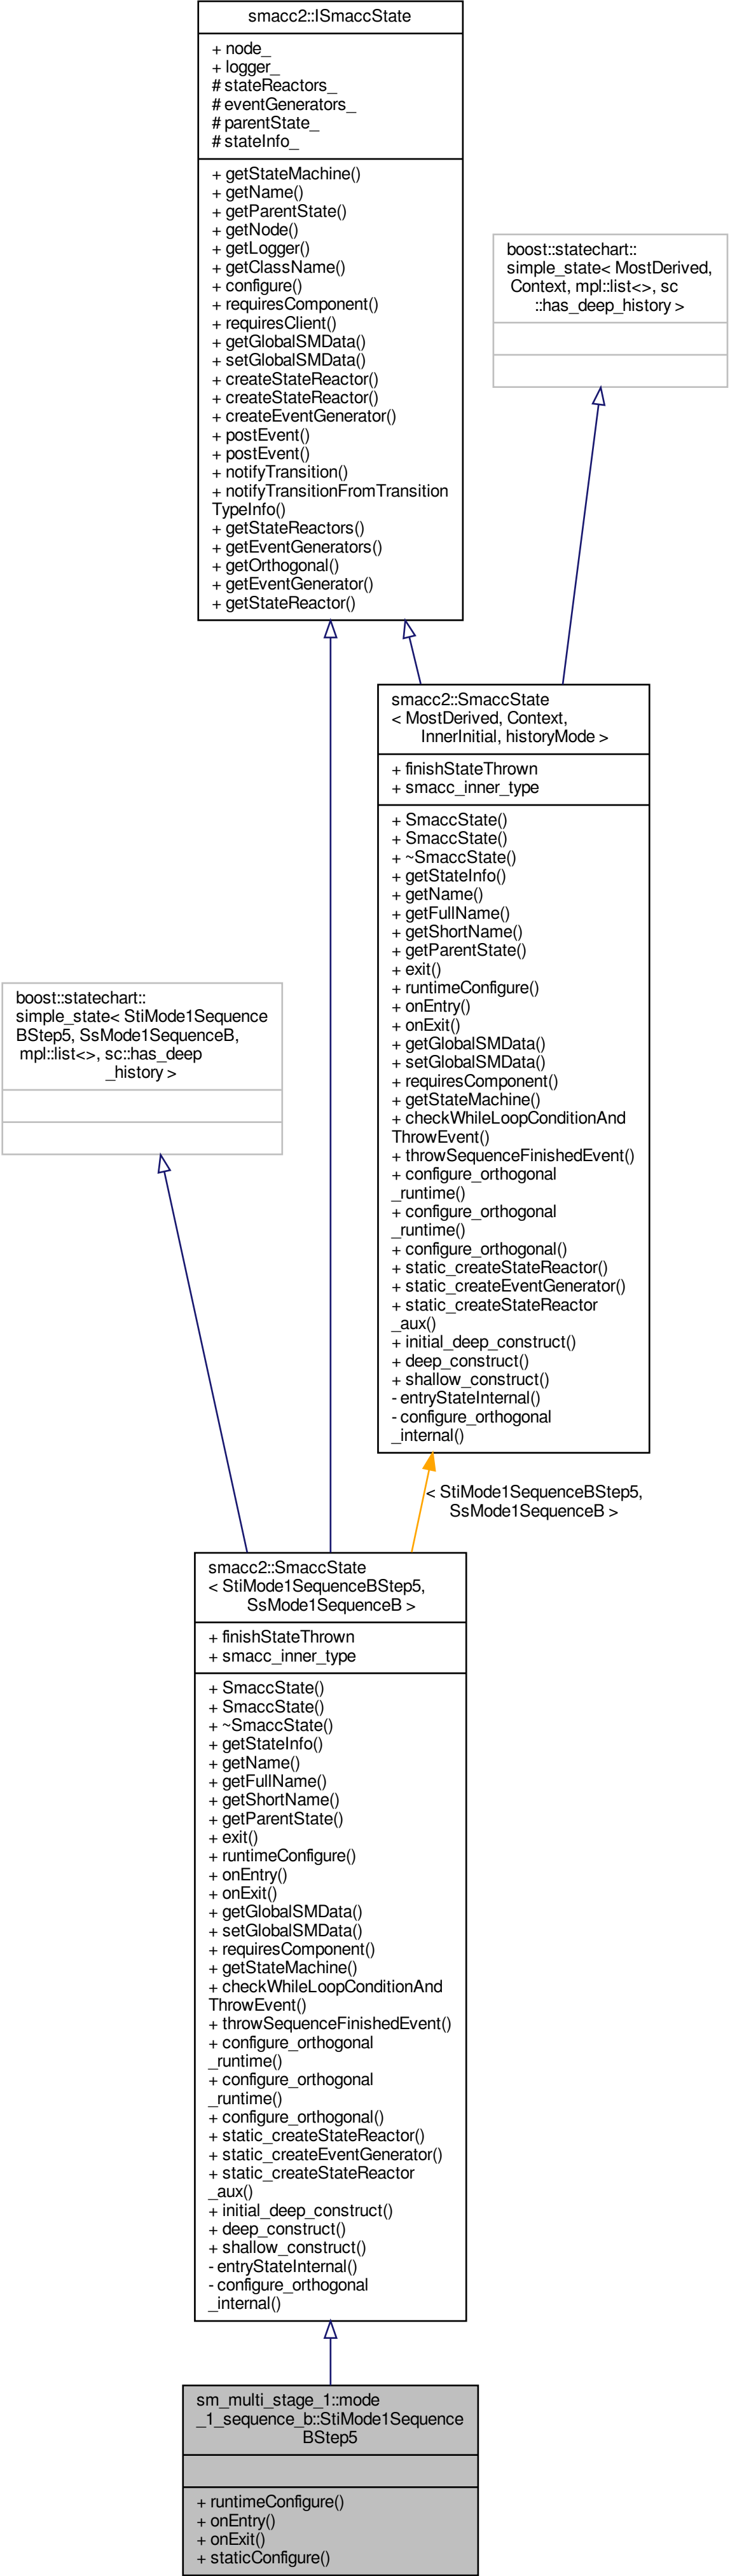 smacc2::ISmaccState
+ node_
+ logger_
# stateReactors_
# eventGenerators_
# parentState_
# stateInfo_
+ getStateMachine()
+ getName()
+ getParentState()
+ getNode()
+ getLogger()
+ getClassName()
+ configure()
+ requiresComponent()
+ requiresClient()
+ getGlobalSMData()
+ setGlobalSMData()
+ createStateReactor()
+ createStateReactor()
+ createEventGenerator()
+ postEvent()
+ postEvent()
+ notifyTransition()
+ notifyTransitionFromTransition
TypeInfo()
+ getStateReactors()
+ getEventGenerators()
+ getOrthogonal()
+ getEventGenerator()
+ getStateReactor()
boost::statechart::
simple_state< MostDerived,
Context, mpl::list<>, sc
::has_deep_history >
smacc2::SmaccState
< MostDerived, Context,
InnerInitial, historyMode >
+ finishStateThrown
+ smacc_inner_type
+ SmaccState()
+ SmaccState()
+ ~SmaccState()
+ getStateInfo()
+ getName()
+ getFullName()
+ getShortName()
+ getParentState()
+ exit()
+ runtimeConfigure()
+ onEntry()
+ onExit()
+ getGlobalSMData()
+ setGlobalSMData()
+ requiresComponent()
+ getStateMachine()
+ checkWhileLoopConditionAnd
ThrowEvent()
+ throwSequenceFinishedEvent()
+ configure_orthogonal
_runtime()
+ configure_orthogonal
_runtime()
+ configure_orthogonal()
+ static_createStateReactor()
+ static_createEventGenerator()
+ static_createStateReactor
_aux()
+ initial_deep_construct()
+ deep_construct()
+ shallow_construct()
- entryStateInternal()
- configure_orthogonal
_internal()
boost::statechart::
simple_state< StiMode1Sequence
BStep5, SsMode1SequenceB,
mpl::list<>, sc::has_deep
_history >
< StiMode1SequenceBStep5,
SsMode1SequenceB >
smacc2::SmaccState
< StiMode1SequenceBStep5,
SsMode1SequenceB >
+ finishStateThrown
+ smacc_inner_type
+ SmaccState()
+ SmaccState()
+ ~SmaccState()
+ getStateInfo()
+ getName()
+ getFullName()
+ getShortName()
+ getParentState()
+ exit()
+ runtimeConfigure()
+ onEntry()
+ onExit()
+ getGlobalSMData()
+ setGlobalSMData()
+ requiresComponent()
+ getStateMachine()
+ checkWhileLoopConditionAnd
ThrowEvent()
+ throwSequenceFinishedEvent()
+ configure_orthogonal
_runtime()
+ configure_orthogonal
_runtime()
+ configure_orthogonal()
+ static_createStateReactor()
+ static_createEventGenerator()
+ static_createStateReactor
_aux()
+ initial_deep_construct()
+ deep_construct()
+ shallow_construct()
- entryStateInternal()
- configure_orthogonal
_internal()
sm_multi_stage_1::mode
_1_sequence_b::StiMode1Sequence
BStep5
+ runtimeConfigure()
+ onEntry()
+ onExit()
+ staticConfigure()